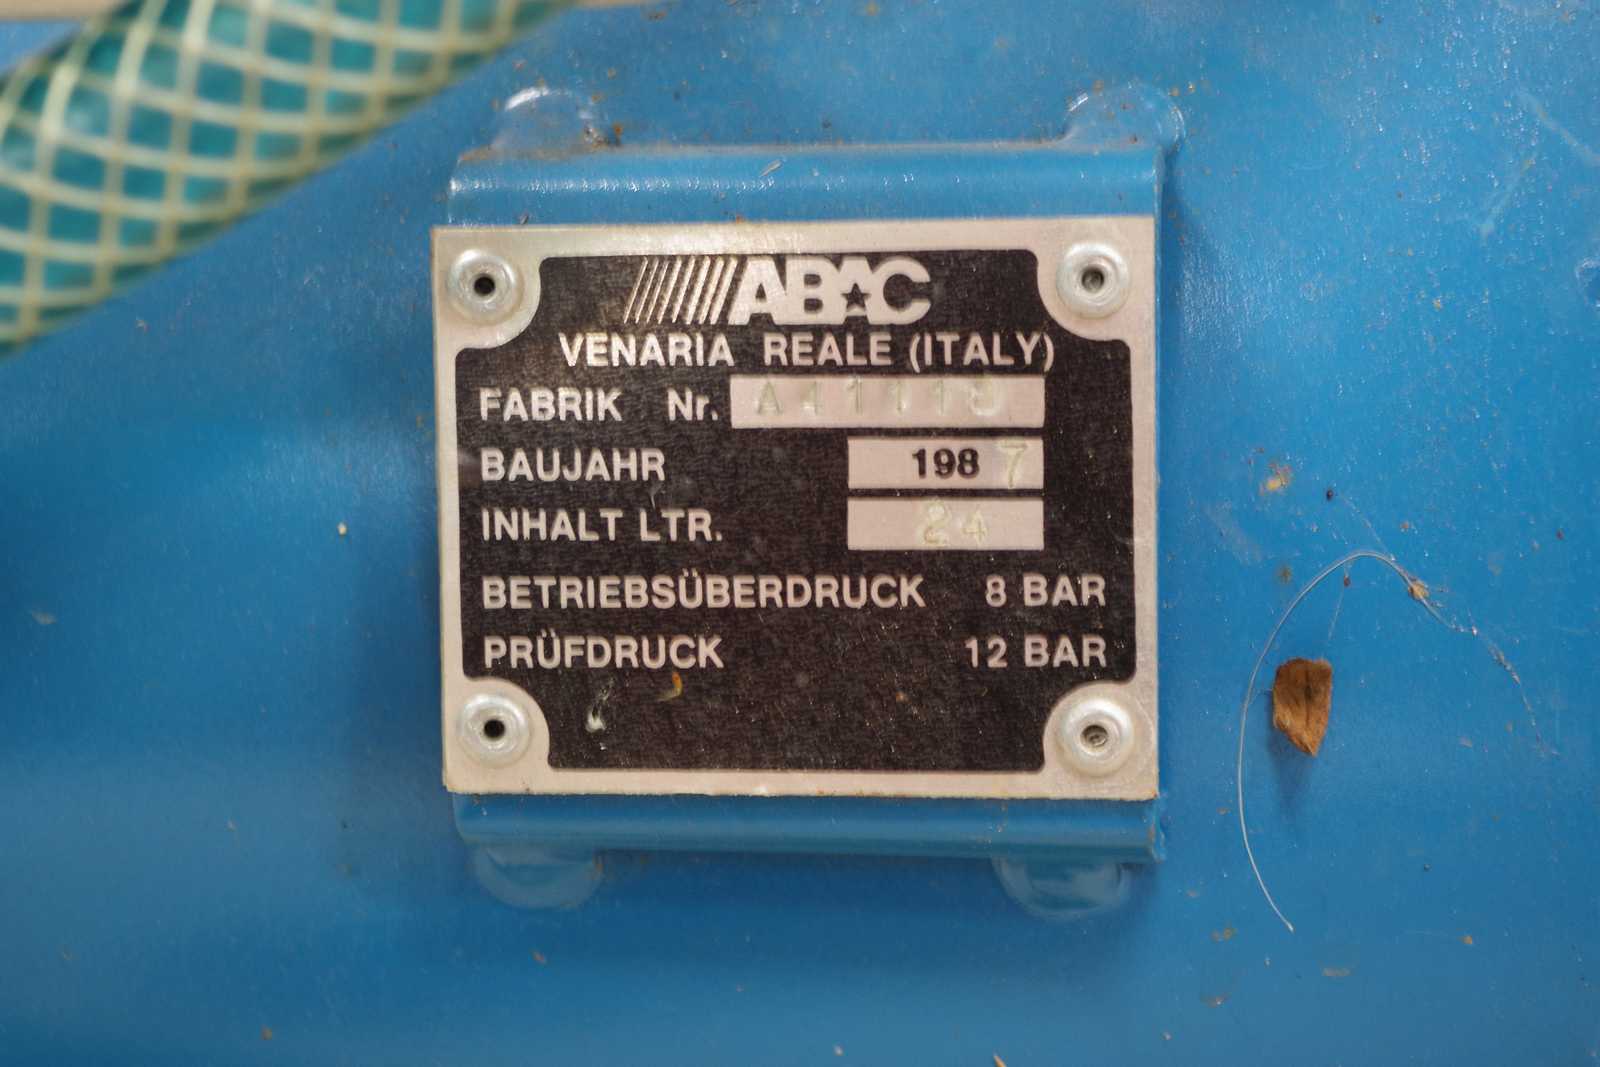 ABAC
VENARIA REALE (ITALY)
FABRIK Nr.
BAUJAHR 1987
INHALT LTR. 24
BETRIEBSÜBERDRUCK 8 BAR
PRÜFDRUCK 12 BAR